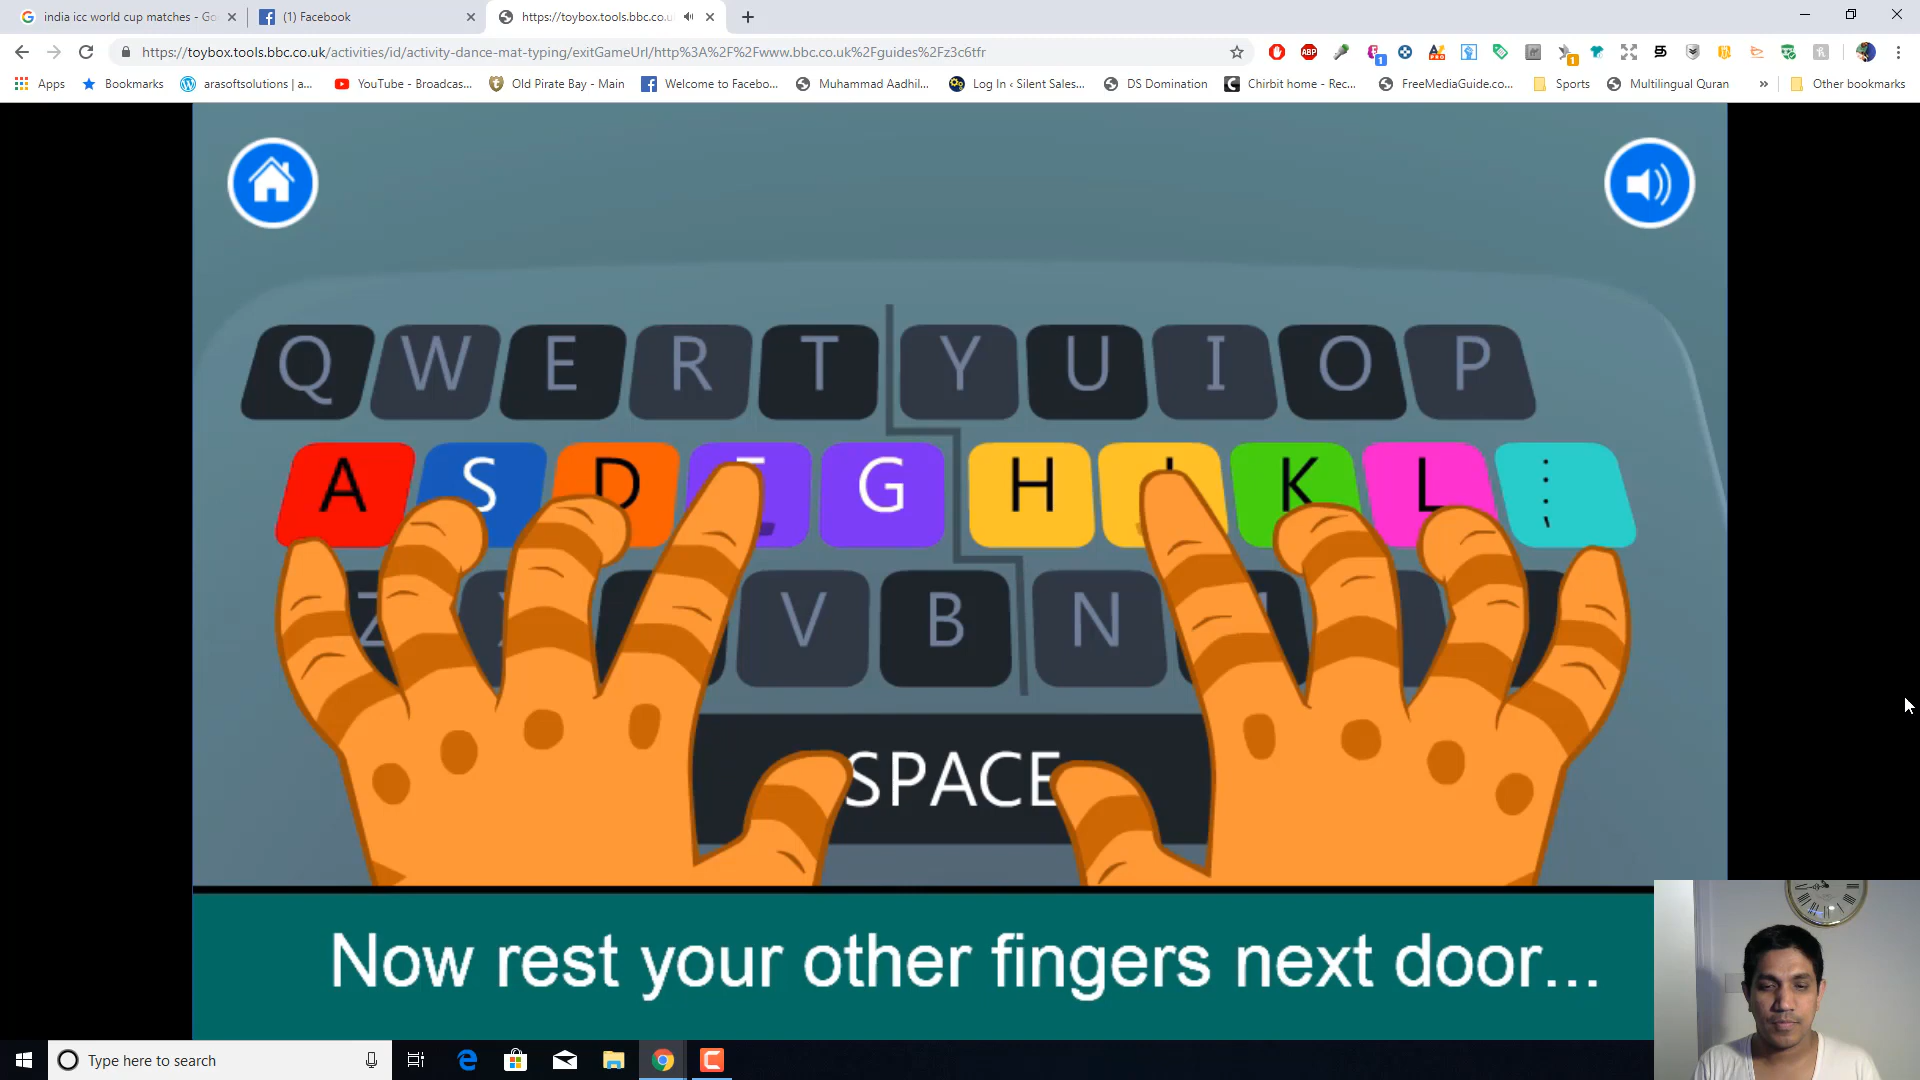 india icc world cup matches - Go
(1) Facebook
https://toybox.tools.bbc.co.u
https://toybox.tools.bbc.co.uk/activities/id/activity-dance-mat-typing/exitGameUrl/http%3A%2F%2Fwww.bbc.co.uk%2Fguides%2Fz3c6tfr
Apps
Bookmarks
arasoftsolutions | a...
YouTube - Broadcas...
Old Pirate Bay - Main
Welcome to Facebo...
Muhammad Aadhil...
Log In ‹ Silent Sales...
DS Domination
Chirbit home - Rec...
FreeMediaGuide.co...
Sports
Multilingual Quran
»
Other bookmarks
Q W E R T Y U I O P
A S D G H K L : ;
V B N
SPACE
Now rest your other fingers next door...
Type here to search